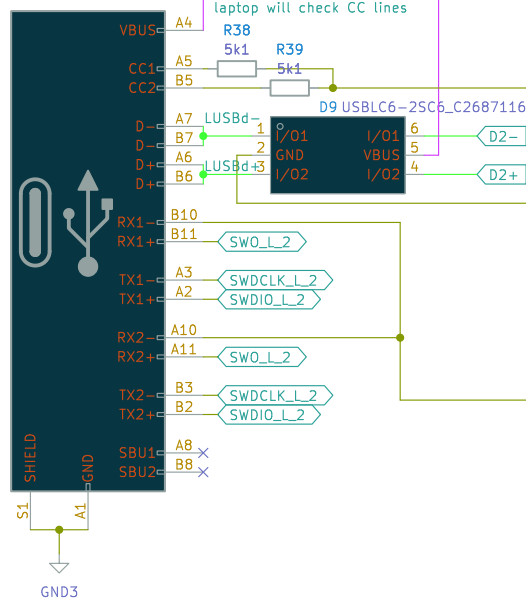 laptop will check CC lines
VBUS A4
R38
5k1
R39
5k1
CC1 A5
CC2 B5
D9 USBLC6-2SC6_C2687116
D- A7
D- B7
LUSBd-
D+ A6
D+ B6
LUSBd+
1 I/O1 I/O1 6
2 GND VBUS 5
3 I/O2 I/O2 4
D2-
D2+
RX1- B10
RX1+ B11 SWO_L_2
TX1- A3 SWDCLK_L_2
TX1+ A2 SWDIO_L_2
RX2- A10
RX2+ A11 SWO_L_2
TX2- B3 SWDCLK_L_2
TX2+ B2 SWDIO_L_2
SBU1 A8
SBU2 B8
SHIELD
GND
S1
A1
GND3